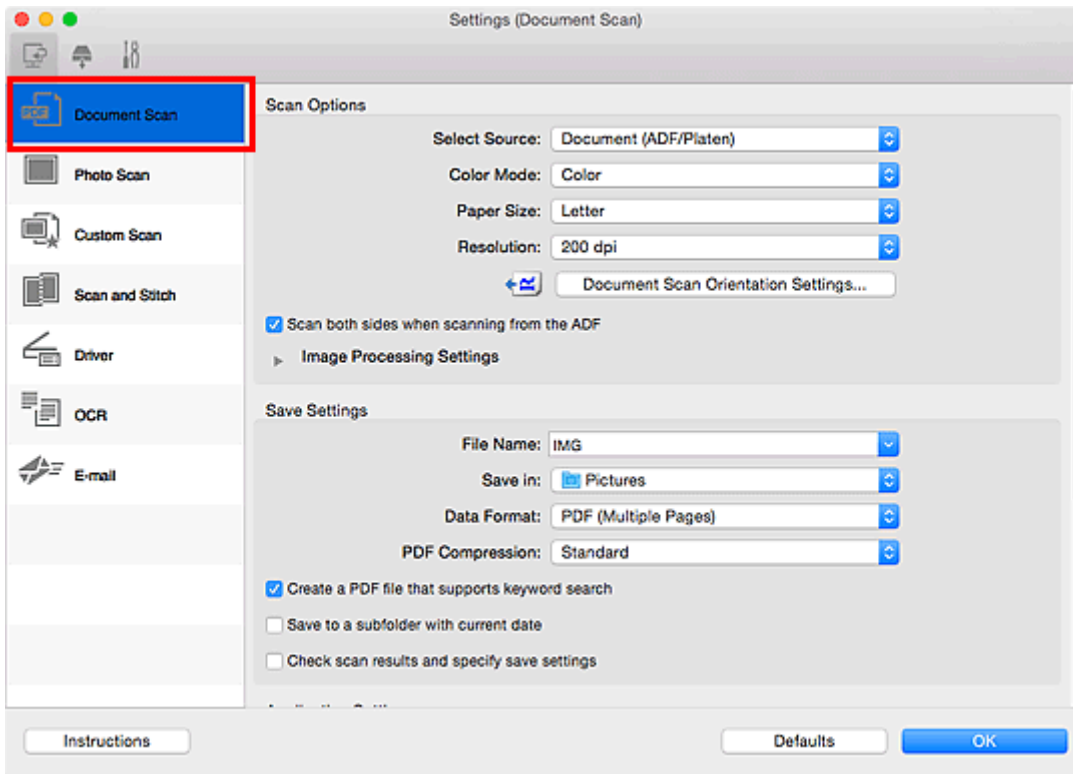 Settings (Document Scan)
PDF Document Scan
Photo Scan
Custom Scan
Scan and Stitch
Driver
OCR
E-mail
Scan Options
Select Source: Document (ADF/Platen)
Color Mode: Color
Paper Size: Letter
Resolution: 200 dpi
Document Scan Orientation Settings...
Scan both sides when scanning from the ADF
Image Processing Settings
Save Settings
File Name: IMG
Save in: Pictures
Data Format: PDF (Multiple Pages)
PDF Compression: Standard
Create a PDF file that supports keyword search
Save to a subfolder with current date
Check scan results and specify save settings
Instructions
Defaults
OK